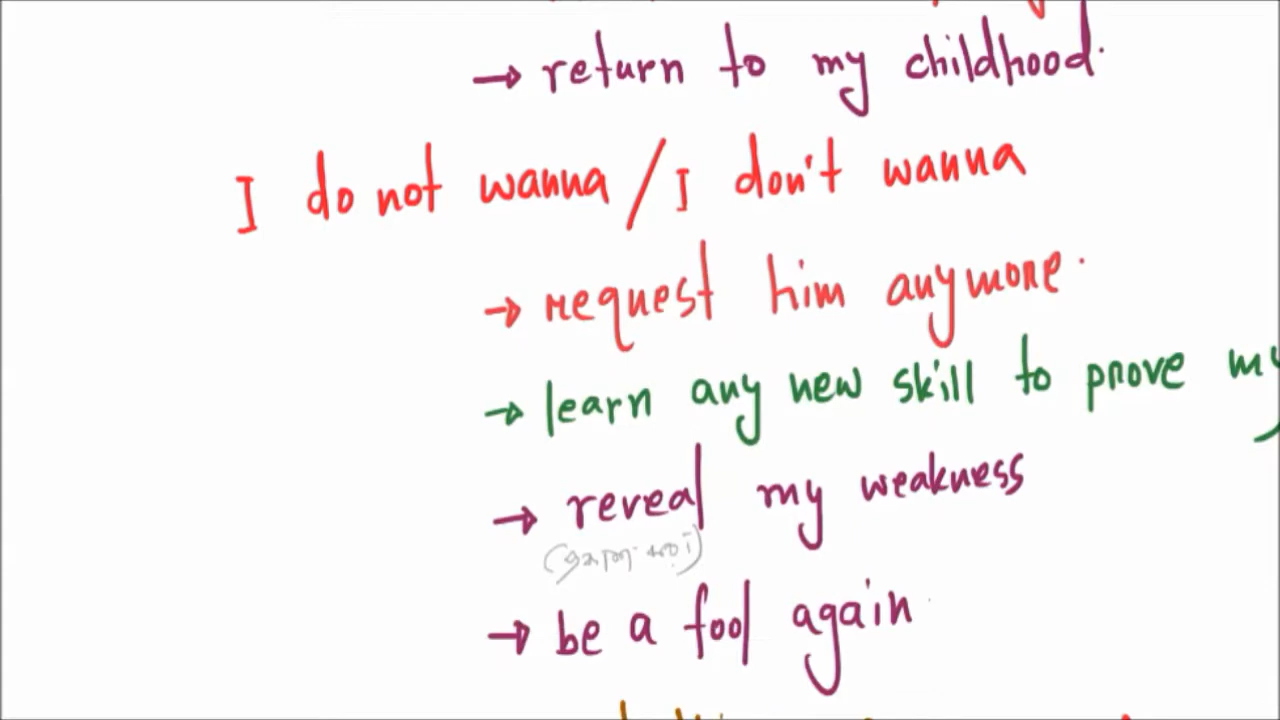 → return to my childhood.
I do not wanna / I don't wanna
→ request him anymore.
→ learn any new skill to prove my
→ reveal my weakness
→ be a fool again